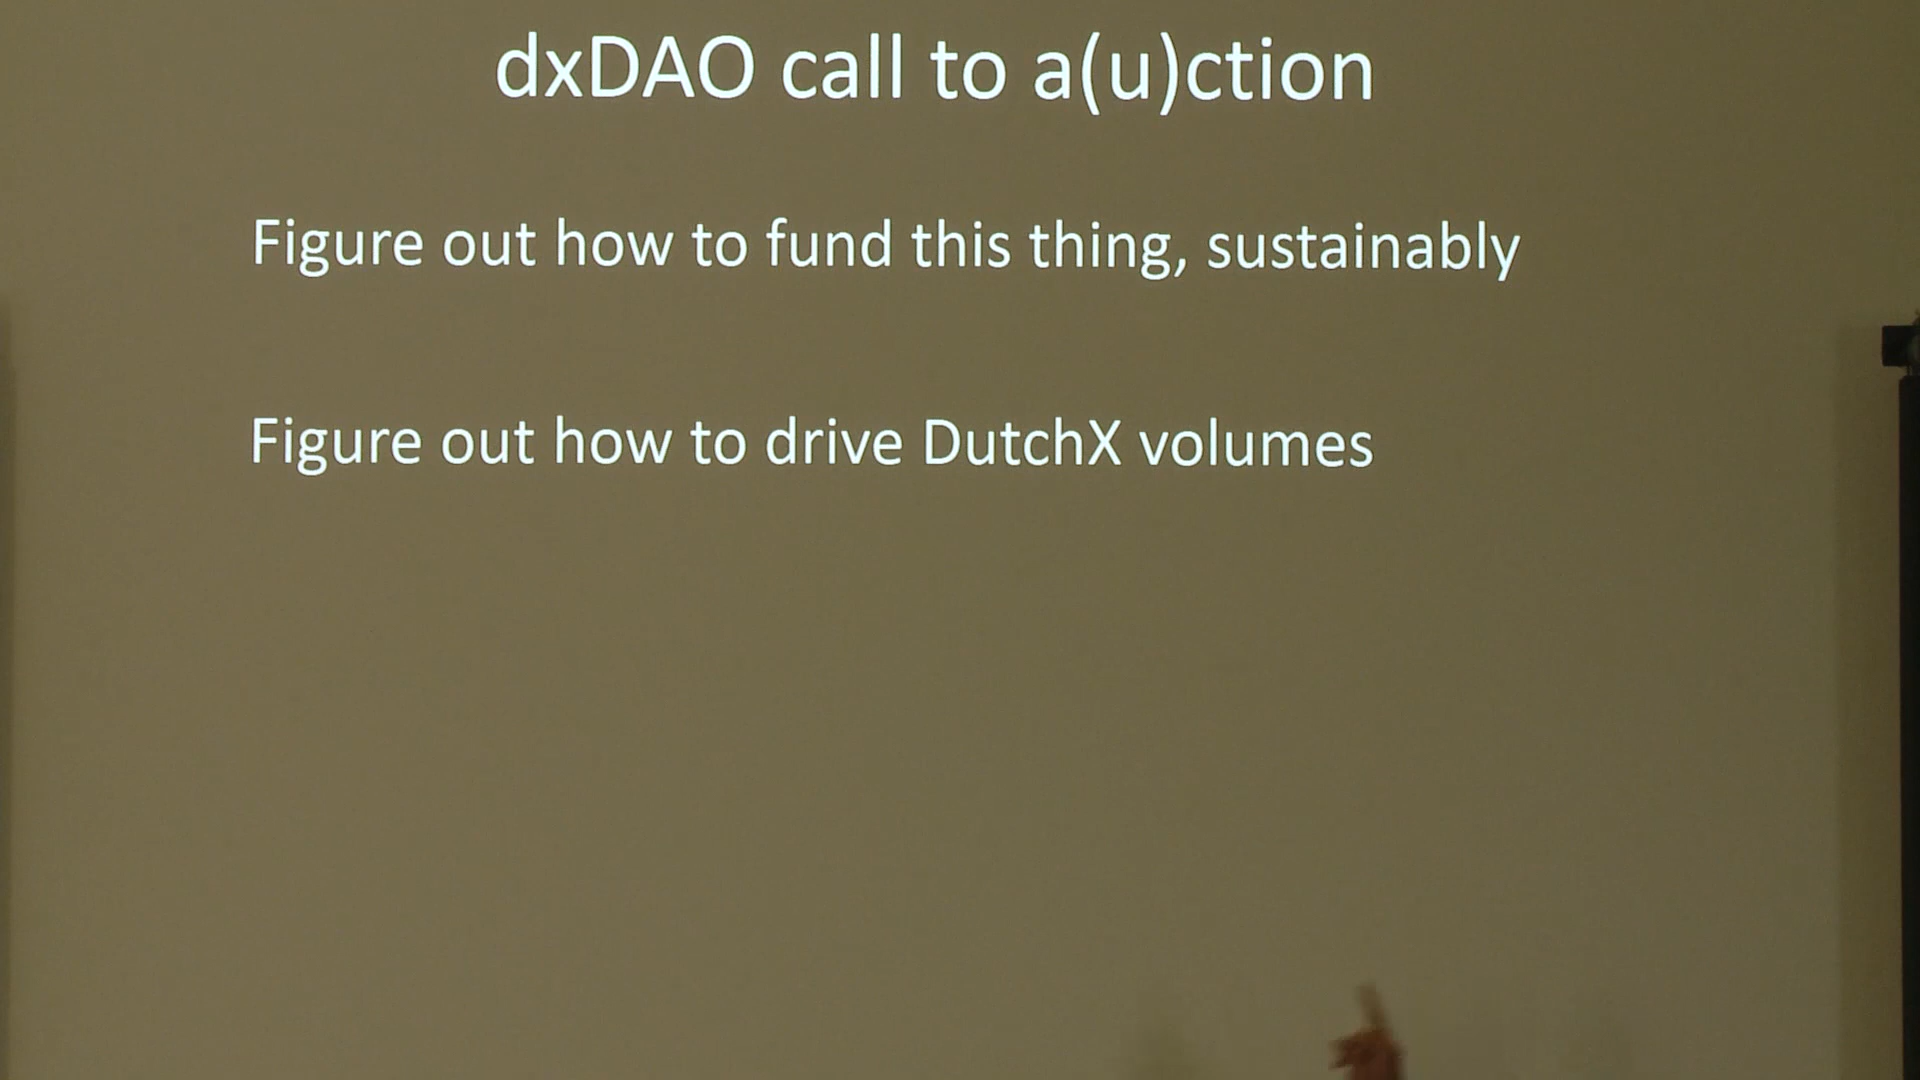 dxDAO call to a(u)ction
Figure out how to fund this thing, sustainably
Figure out how to drive DutchX volumes